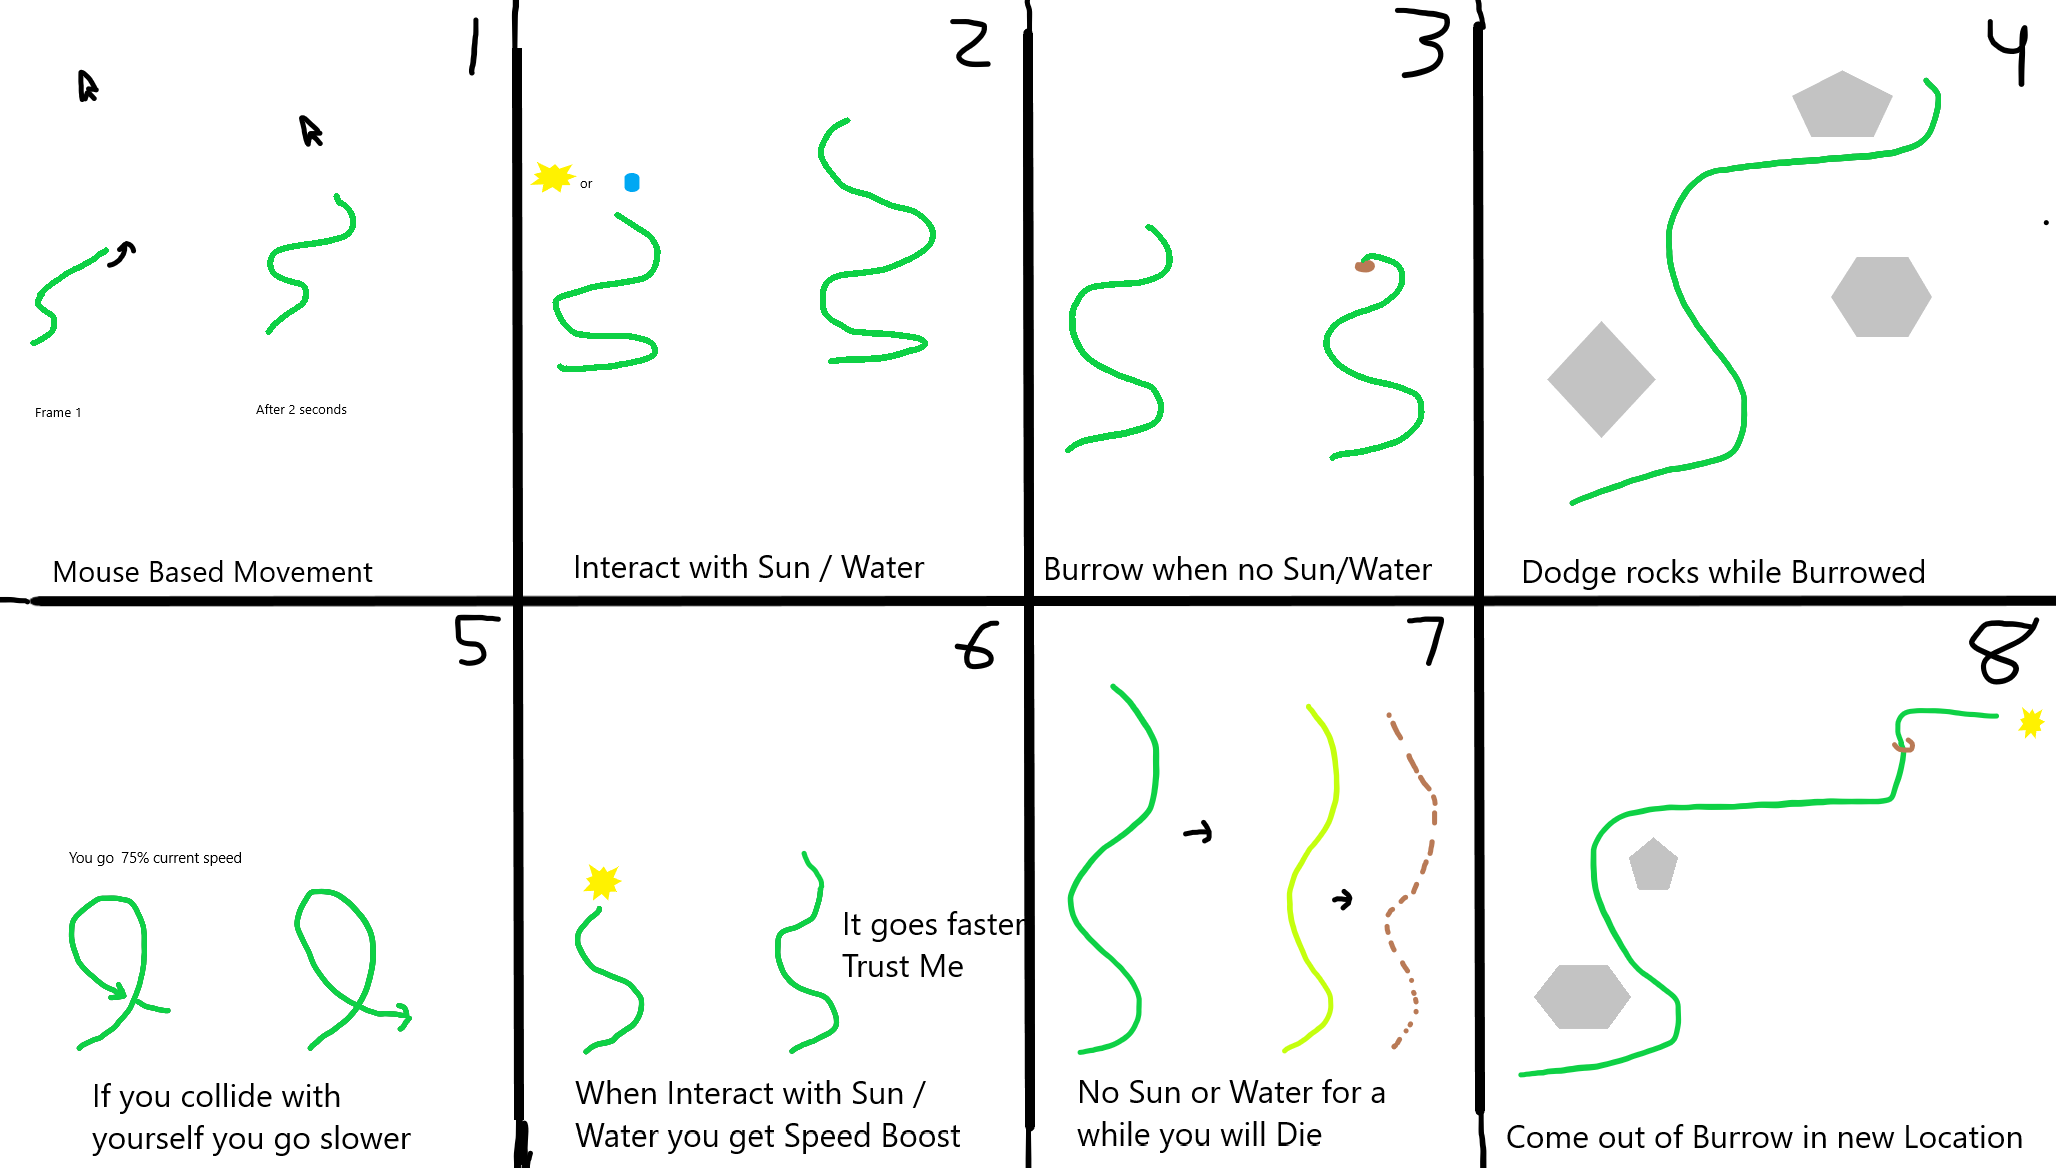 1
2
3
4
or
Frame 1
After 2 seconds
Mouse Based Movement
Interact with Sun / Water
Burrow when no Sun/Water
Dodge rocks while Burrowed
5
6
7
8
You go 75% current speed
It goes faster
Trust Me
If you collide with
yourself you go slower
When Interact with Sun /
Water you get Speed Boost
No Sun or Water for a
while you will Die
Come out of Burrow in new Location